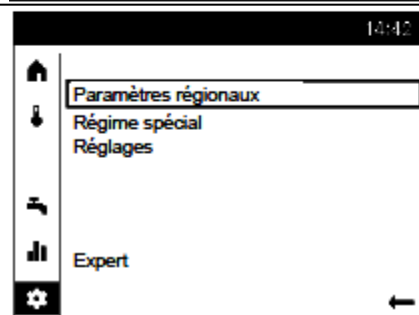 14:42
Paramètres régionaux
Régime spécial
Réglages
Expert